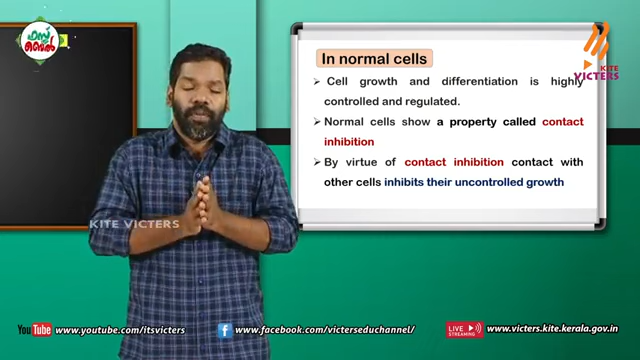 ഫസ്റ്റ് ബെൽ
KITE
VICTERS
In normal cells
➢ Cell growth and differentiation is highly
controlled and regulated.
➢ Normal cells show a property called contact
inhibition
➢ By virtue of contact inhibition contact with
other cells inhibits their uncontrolled growth
KITE VICTERS
YouTube www.youtube.com/itsvicters
f www.facebook.com/victerseduchannel/
LIVE STREAMING www.victers.kite.kerala.gov.in